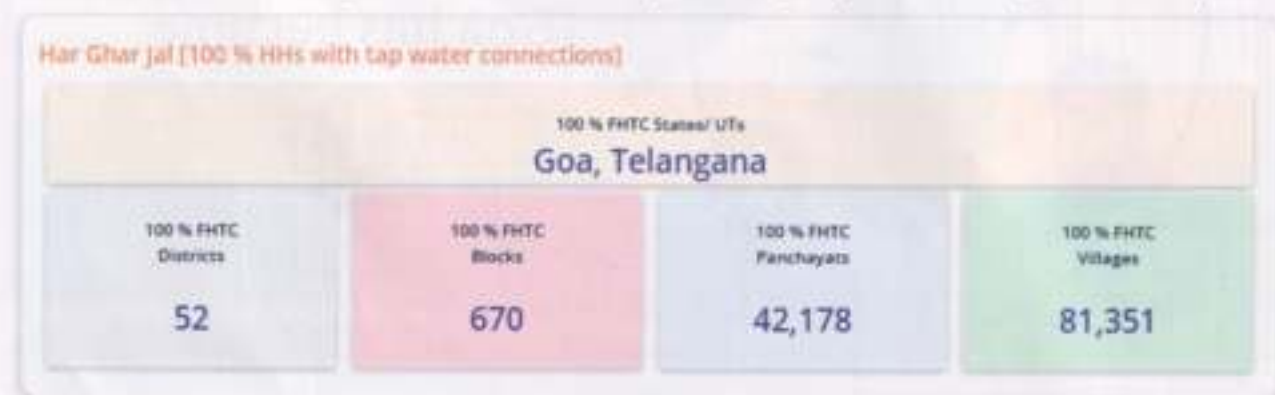 Har Ghar Jal [100 % HHs with tap water connections]
100 % FHTC States/ UTs
Goa, Telangana
100 % FHTC
Districts
52
100 % FHTC
Blocks
670
100 % FHTC
Panchayats
42,178
100 % FHTC
Villages
81,351